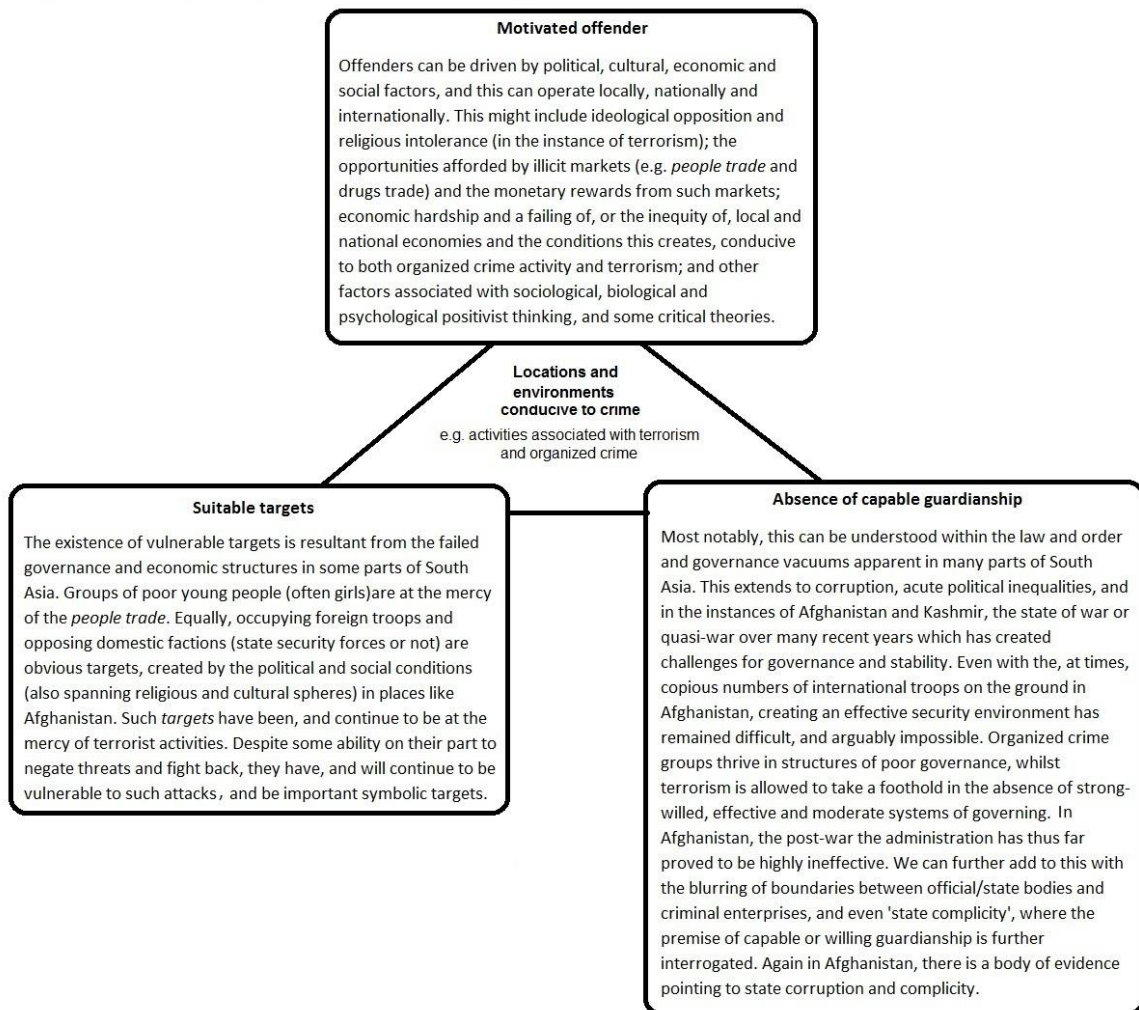 Motivated offender
Offenders can be driven by political, cultural, economic and
social factors, and this can operate locally, nationally and
internationally. This might include ideological opposition and
religious intolerance (in the instance of terrorism); the
opportunities afforded by illicit markets (e.g. people trade and
drugs trade) and the monetary rewards from such markets;
economic hardship and a failing of, or the inequity of, local and
national economies and the conditions this creates, conducive
to both organized crime activity and terrorism; and other
factors associated with sociological, biological and
psychological positivist thinking, and some critical theories.
Locations and
environments
conducive to crime
e.g. activities associated with terrorism
and organized crime
Suitable targets
The existence of vulnerable targets is resultant from the failed
governance and economic structures in some parts of South
Asia. Groups of poor young people (often girls)are at the mercy
of the people trade. Equally, occupying foreign troops and
opposing domestic factions (state security forces or not) are
obvious targets, created by the political and social conditions
(also spanning religious and cultural spheres) in places like
Afghanistan. Such targets have been, and continue to be at the
mercy of terrorist activities. Despite some ability on their part to
negate threats and fight back, they have, and will continue to be
vulnerable to such attacks, and be important symbolic targets.
Absence of capable guardianship
Most notably, this can be understood within the law and order
and governance vacuums apparent in many parts of South
Asia. This extends to corruption, acute political inequalities, and
in the instances of Afghanistan and Kashmir, the state of war or
quasi-war over many recent years which has created
challenges for governance and stability. Even with the, at times,
copious numbers of international troops on the ground in
Afghanistan, creating an effective security environment has
remained difficult, and arguably impossible. Organized crime
groups thrive in structures of poor governance, whilst
terrorism is allowed to take a foothold in the absence of strong-
willed, effective and moderate systems of governing. In
Afghanistan, the post-war the administration has thus far
proved to be highly ineffective. We can further add to this with
the blurring of boundaries between official/state bodies and
criminal enterprises, and even 'state complicity', where the
premise of capable or willing guardianship is further
interrogated. Again in Afghanistan, there is a body of evidence
pointing to state corruption and complicity.